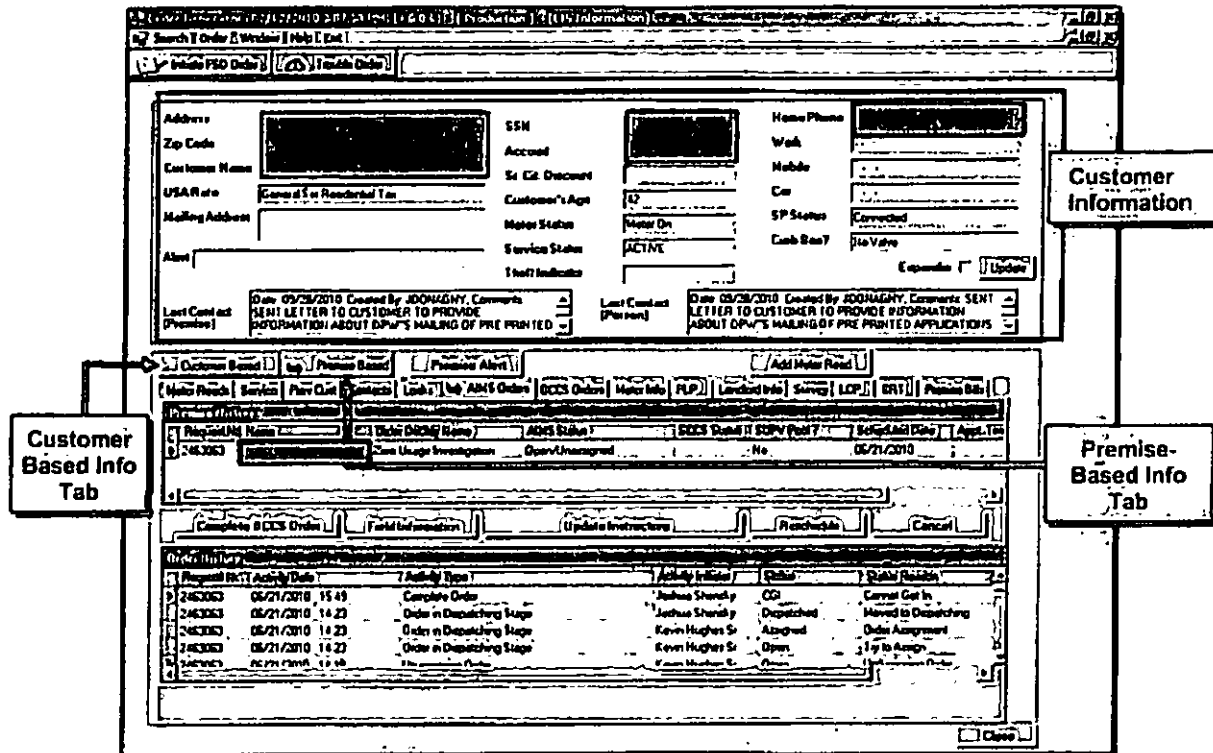 Search Order Window Help Exit
Initiate FSO Order Trouble Order
Address
SSN
Home Phone
Zip Code
Account
Work
Customer Name
Sr. Cit. Discount
Mobile
USA Rate General Ser Residential Tax
Customer's Age 42
Car
Mailing Address
Meter Status Meter On
SP Status Connected
Service Status ACTIVE
Curb Box? No Valve
Alert
Theft Indicator
Expander Update
Last Contact [Premise]
Date: 09/28/2010 Created By: JDONAGHY, Comments:
SENT LETTER TO CUSTOMER TO PROVIDE
INFORMATION ABOUT DPW'S MAILING OF PRE PRINTED
Last Contact [Person]
Date: 09/28/2010 Created By: JDONAGHY, Comments: SENT
LETTER TO CUSTOMER TO PROVIDE INFORMATION
ABOUT DPW'S MAILING OF PRE PRINTED APPLICATIONS
Customer Information
Customer Based Premise Based Premise Alert Add Meter Read
Meter Reads Service Prev Cust Contacts Leaks AIMS Orders BCCS Orders Meter Info PLP Landlord Info Survey LCP ERT Premise Bills
Name AIMS Status
2463063 Zero Usage Investigation Open/Unassigned No 06/21/2010
Customer Based Info Tab
Premise-Based Info Tab
Complete BCCS Order Field Information Update Instructions Reschedule Cancel
Order History
Activity Date Activity Type Activity Initiator Status Status Reason
2463063 06/21/2010 15:49 Complete Order Joshua Shensky CGI Cannot Get In
2463063 06/21/2010 14:23 Order in Dispatching Stage Joshua Shensky Dispatched Moved to Dispatching
2463063 06/21/2010 14:23 Order in Dispatching Stage Kevin Hughes Sr Assigned Order Assignment
2463063 06/21/2010 14:23 Order in Dispatching Stage Kevin Hughes Sr Open Try to Assign
Close